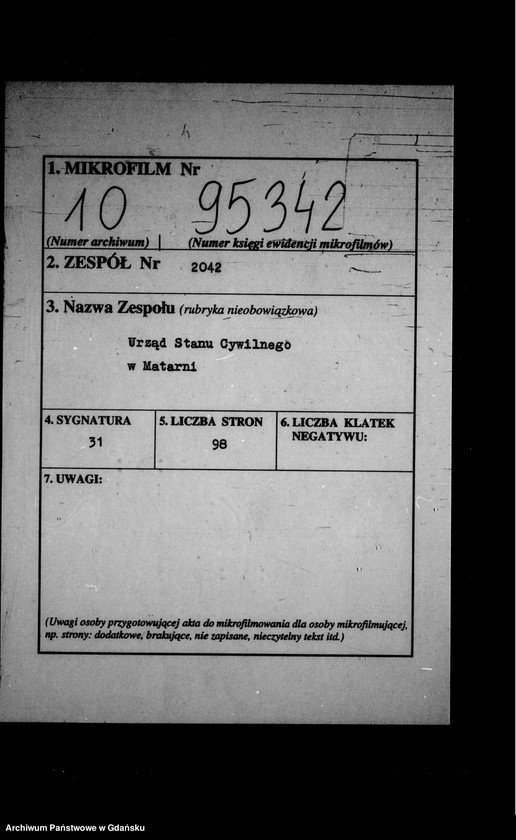 1. MIKROFILM Nr
10 95342
(Numer archiwum) (Numer księgi ewidencji mikrofilmów)
2. ZESPÓŁ Nr 2042
3. Nazwa Zespołu (rubryka nieobowiązkowa)
Urząd Stanu Cywilnego
w Matarni
4. SYGNATURA 5. LICZBA STRON 6. LICZBA KLATEK
NEGATYWU:
31 98
7. UWAGI:
(Uwagi osoby przygotowującej akta do mikrofilmowania dla osoby mikrofilmującej,
np. strony: dodatkowe, brakujące, nie zapisane, nieczytelny tekst itd.)
Archiwum Państwowe w Gdańsku